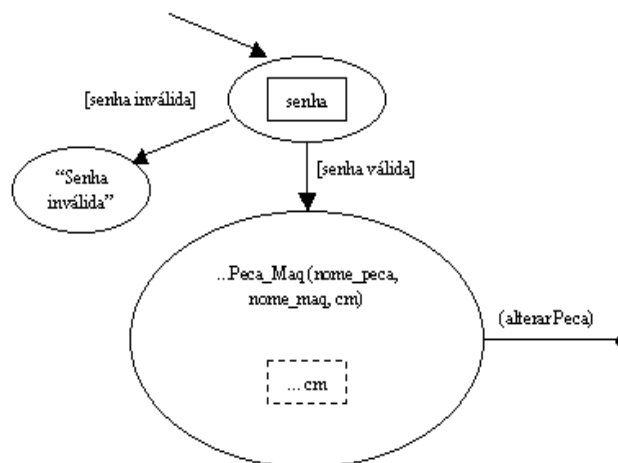 senha
[senha inválida]
“Senha
inválida”
[senha válida]
...Peca_Maq (nome_peca,
nome_maq, cm)
(alterarPeca)
... cm